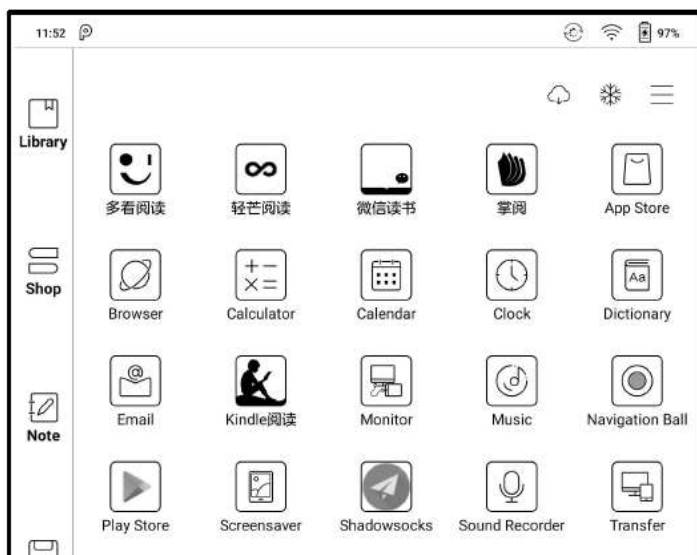 11:52 97%
Library
多看阅读 轻芒阅读 微信读书 掌阅 App Store
Shop
Browser Calculator Calendar Clock Dictionary
Aa
Email Kindle阅读 Monitor Music Navigation Ball
Note
Play Store Screensaver Shadowsocks Sound Recorder Transfer